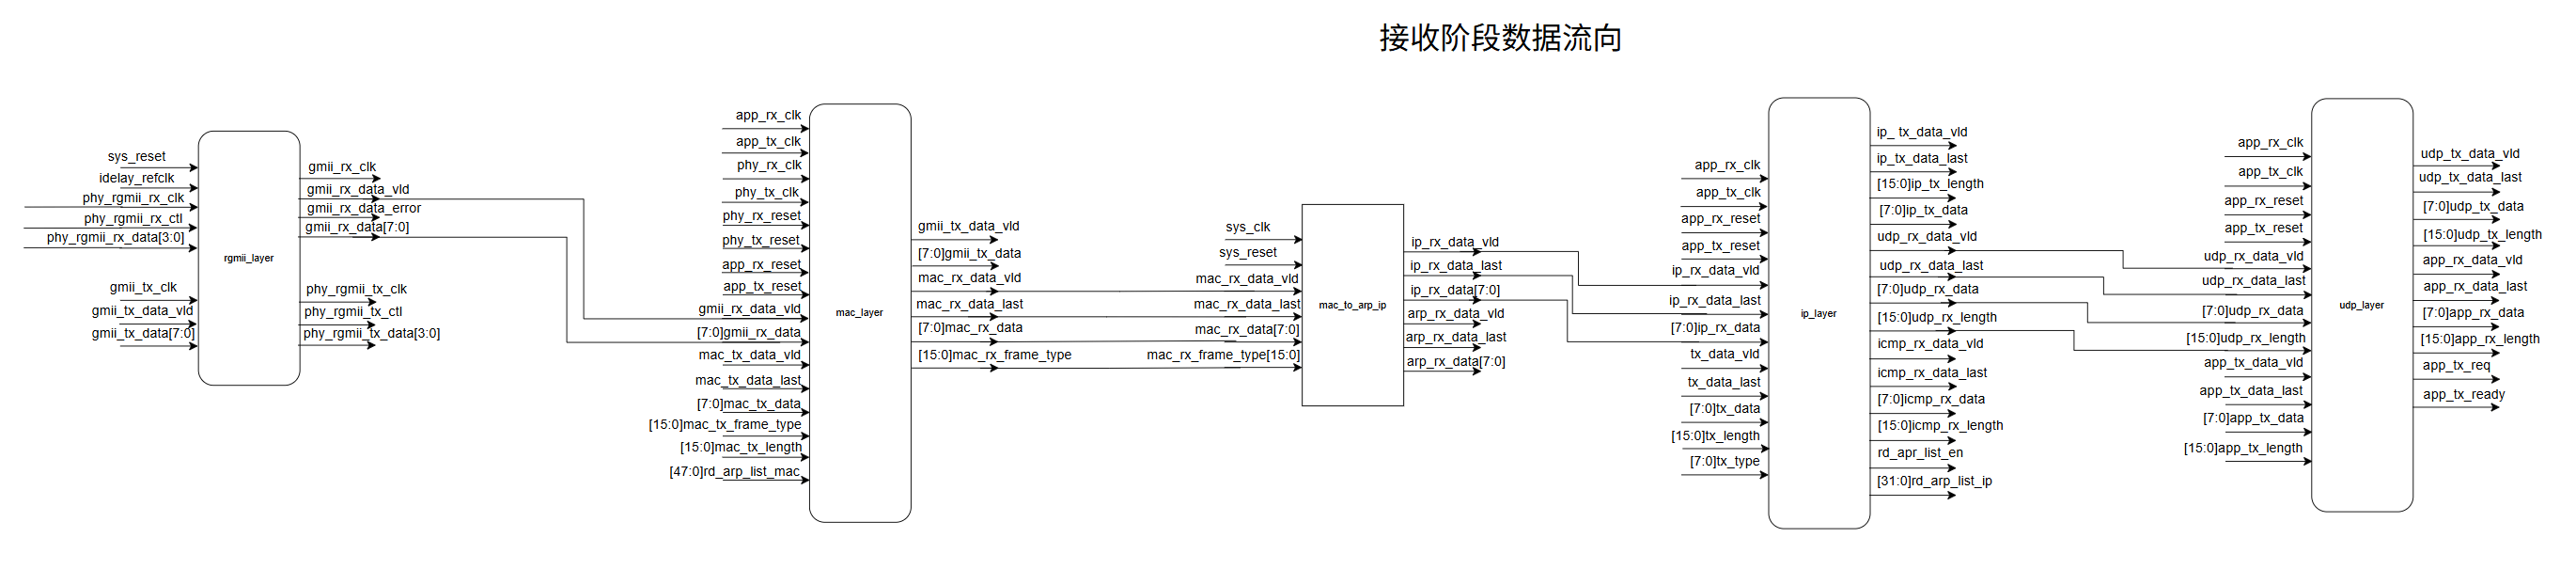 接收阶段数据流向
sys_reset
idelay_refclk
phy_rgmii_rx_clk
phy_rgmii_rx_ctl
phy_rgmii_rx_data[3:0]
gmii_tx_clk
gmii_tx_data_vld
gmii_tx_data[7:0]
rgmii_layer
gmii_rx_clk
gmii_rx_data_vld
gmii_rx_data_error
gmii_rx_data[7:0]
phy_rgmii_tx_clk
phy_rgmii_tx_ctl
phy_rgmii_tx_data[3:0]
app_rx_clk
app_tx_clk
phy_rx_clk
phy_tx_clk
phy_rx_reset
phy_tx_reset
app_rx_reset
app_tx_reset
gmii_rx_data_vld
[7:0]gmii_rx_data
mac_tx_data_vld
mac_tx_data_last
[7:0]mac_tx_data
[15:0]mac_tx_frame_type
[15:0]mac_tx_length
[47:0]rd_arp_list_mac
mac_layer
gmii_tx_data_vld
[7:0]gmii_tx_data
mac_rx_data_vld
mac_rx_data_last
[7:0]mac_rx_data
[15:0]mac_rx_frame_type
sys_clk
sys_reset
mac_rx_data_vld
mac_rx_data_last
mac_rx_data[7:0]
mac_rx_frame_type[15:0]
mac_to_arp_ip
ip_rx_data_vld
ip_rx_data_last
ip_rx_data[7:0]
arp_rx_data_vld
arp_rx_data_last
arp_rx_data[7:0]
app_rx_clk
app_tx_clk
app_rx_reset
app_tx_reset
ip_rx_data_vld
ip_rx_data_last
[7:0]ip_rx_data
tx_data_vld
tx_data_last
[7:0]tx_data
[15:0]tx_length
[7:0]tx_type
ip_layer
ip_ tx_data_vld
ip_tx_data_last
[15:0]ip_tx_length
[7:0]ip_tx_data
udp_rx_data_vld
udp_rx_data_last
[7:0]udp_rx_data
[15:0]udp_rx_length
icmp_rx_data_vld
icmp_rx_data_last
[7:0]icmp_rx_data
[15:0]icmp_rx_length
rd_apr_list_en
[31:0]rd_arp_list_ip
app_rx_clk
app_tx_clk
app_rx_reset
app_tx_reset
udp_rx_data_vld
udp_rx_data_last
[7:0]udp_rx_data
[15:0]udp_rx_length
app_tx_data_vld
app_tx_data_last
[7:0]app_tx_data
[15:0]app_tx_length
udp_layer
udp_tx_data_vld
udp_tx_data_last
[7:0]udp_tx_data
[15:0]udp_tx_length
app_rx_data_vld
app_rx_data_last
[7:0]app_rx_data
[15:0]app_rx_length
app_tx_req
app_tx_ready